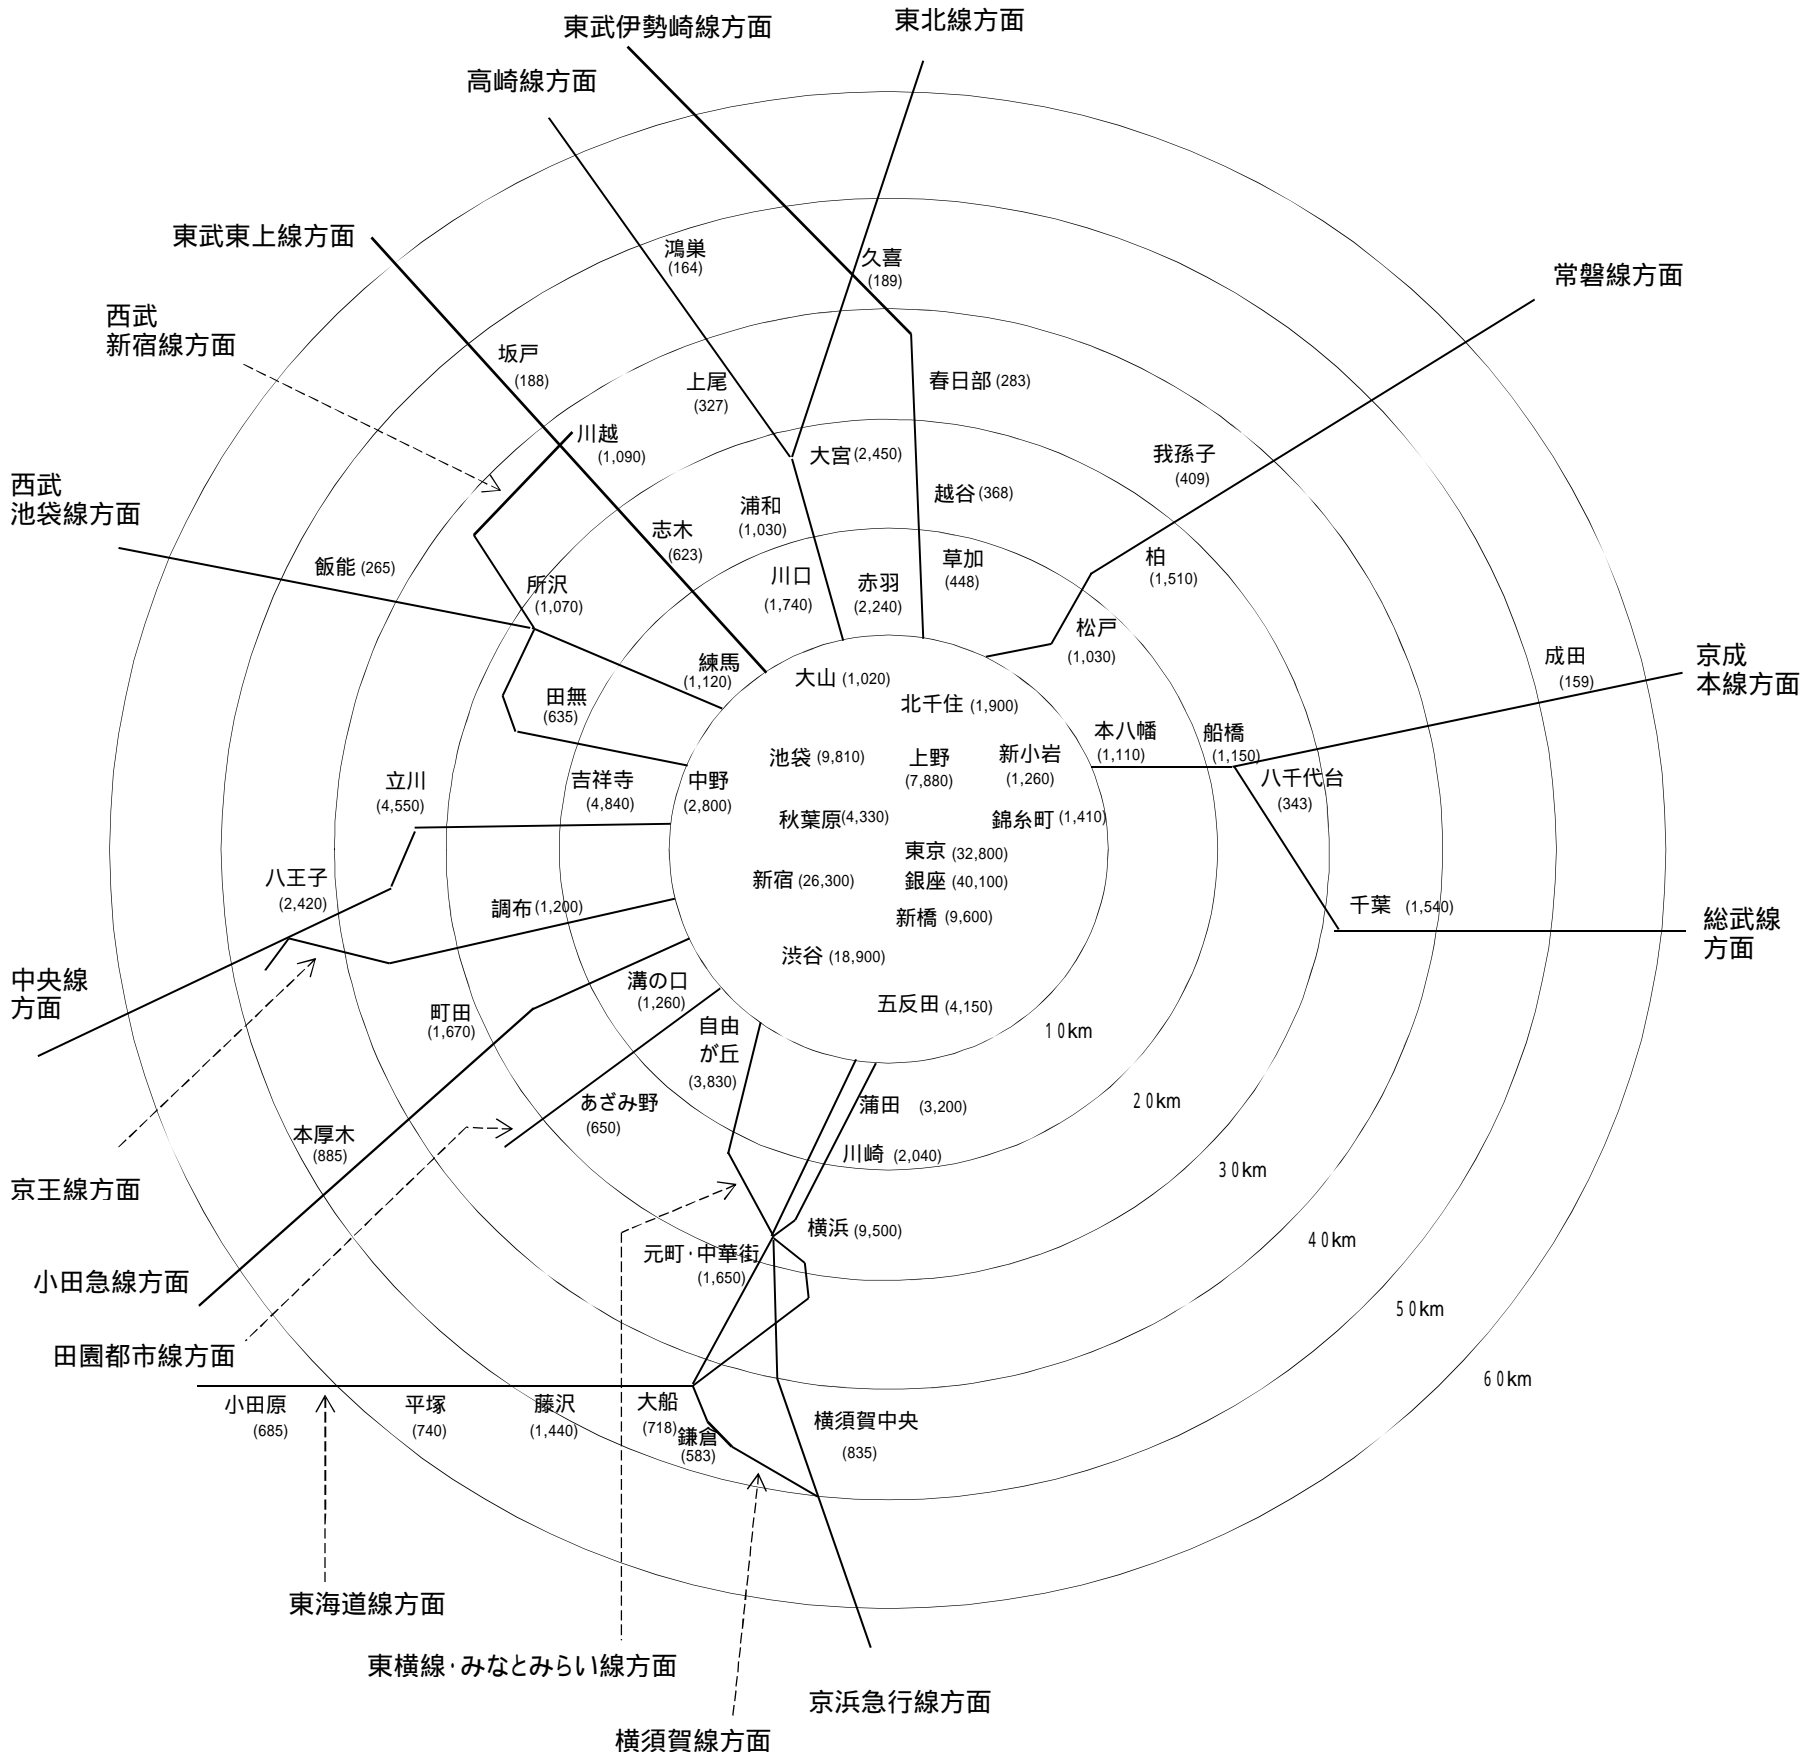 東武伊勢崎線方面
東北線方面
高崎線方面
東武東上線方面
鴻巣
(164)
久喜
(189)
常磐線方面
西武
新宿線方面
坂戸
(188)
上尾
(327)
春日部 (283)
川越
(1,090)
大宮 (2,450)
我孫子
(409)
西武
池袋線方面
浦和
(1,030)
越谷 (368)
志木
(623)
飯能 (265)
所沢
(1,070)
川口
(1,740)
赤羽
(2,240)
草加
(448)
柏
(1,510)
松戸
(1,030)
練馬
(1,120)
大山 (1,020)
成田
(159)
京成
本線方面
田無
(635)
北千住 (1,900)
本八幡
(1,110)
船橋
(1,150)
池袋 (9,810)
上野
(7,880)
新小岩
(1,260)
八千代台
(343)
立川
(4,550)
吉祥寺
(4,840)
中野
(2,800)
秋葉原 (4,330)
錦糸町 (1,410)
東京 (32,800)
八王子
(2,420)
新宿 (26,300)
銀座 (40,100)
調布 (1,200)
新橋 (9,600)
千葉 (1,540)
総武線
方面
渋谷 (18,900)
中央線
方面
溝の口
(1,260)
五反田 (4,150)
町田
(1,670)
自由
が丘
(3,830)
10km
あざみ野
(650)
蒲田 (3,200)
20km
本厚木
(885)
川崎 (2,040)
30km
京王線方面
横浜 (9,500)
40km
元町・中華街
(1,650)
小田急線方面
50km
田園都市線方面
60km
小田原
(685)
平塚
(740)
藤沢
(1,440)
大船
(718)
鎌倉
(583)
横須賀中央
(835)
東海道線方面
東横線・みなとみらい線方面
京浜急行線方面
横須賀線方面